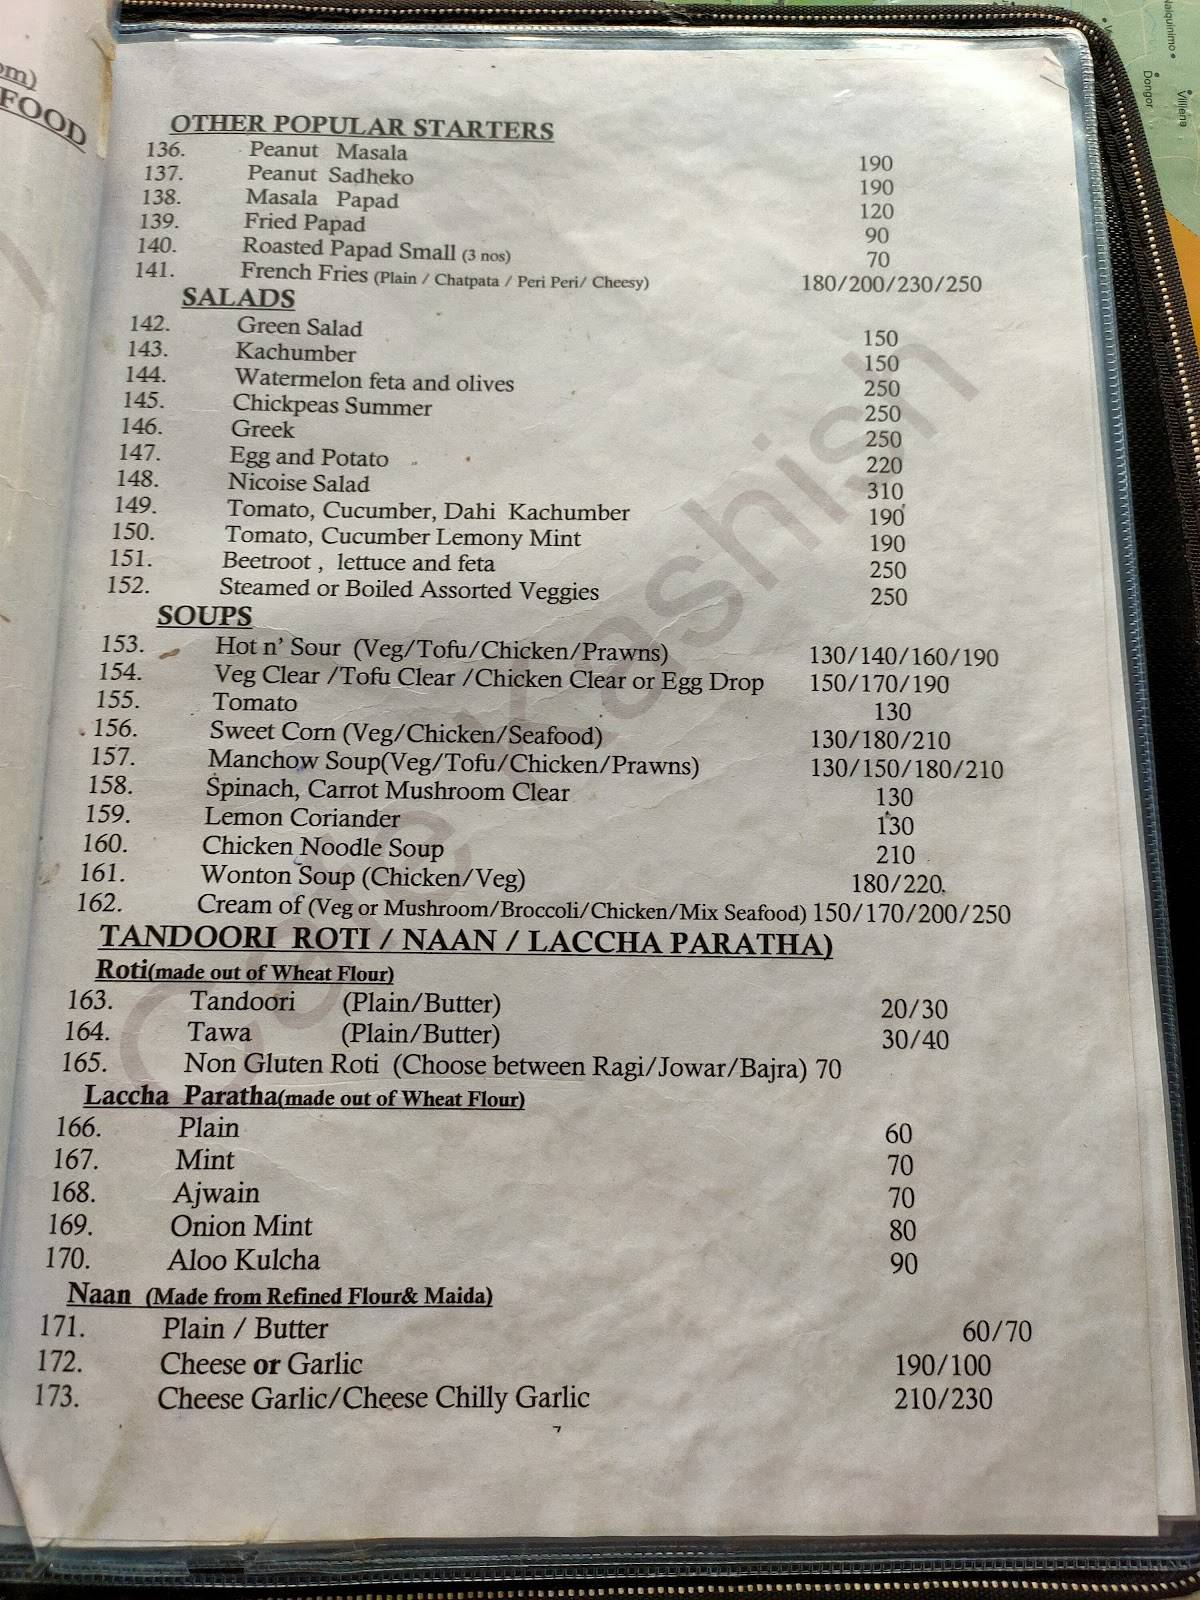 om)
FOOD
Naiquinimo
Dongor
Villiena
OTHER POPULAR STARTERS
136. Peanut Masala 190
137. Peanut Sadheko 190
138. Masala Papad 120
139. Fried Papad 90
140. Roasted Papad Small (3 nos) 70
141. French Fries (Plain / Chatpata / Peri Peri/ Cheesy) 180/200/230/250
SALADS
142. Green Salad 150
143. Kachumber 150
144. Watermelon feta and olives 250
145. Chickpeas Summer 250
146. Greek 250
147. Egg and Potato 220
148. Nicoise Salad 310
149. Tomato, Cucumber, Dahi Kachumber 190
150. Tomato, Cucumber Lemony Mint 190
151. Beetroot , lettuce and feta 250
152. Steamed or Boiled Assorted Veggies 250
SOUPS
153. Hot n' Sour (Veg/Tofu/Chicken/Prawns) 130/140/160/190
154. Veg Clear /Tofu Clear /Chicken Clear or Egg Drop 150/170/190
155. Tomato 130
156. Sweet Corn (Veg/Chicken/Seafood) 130/180/210
157. Manchow Soup(Veg/Tofu/Chicken/Prawns) 130/150/180/210
158. Spinach, Carrot Mushroom Clear 130
159. Lemon Coriander 130
160. Chicken Noodle Soup 210
161. Wonton Soup (Chicken/Veg) 180/220
162. Cream of (Veg or Mushroom/Broccoli/Chicken/Mix Seafood) 150/170/200/250
TANDOORI ROTI / NAAN / LACCHA PARATHA)
Roti(made out of Wheat Flour)
163. Tandoori (Plain/Butter) 20/30
164. Tawa (Plain/Butter) 30/40
165. Non Gluten Roti (Choose between Ragi/Jowar/Bajra) 70
Laccha Paratha(made out of Wheat Flour)
166. Plain 60
167. Mint 70
168. Ajwain 70
169. Onion Mint 80
170. Aloo Kulcha 90
Naan (Made from Refined Flour& Maida)
171. Plain / Butter 60/70
172. Cheese or Garlic 190/100
173. Cheese Garlic/Cheese Chilly Garlic 210/230
7
Cafe Kashish